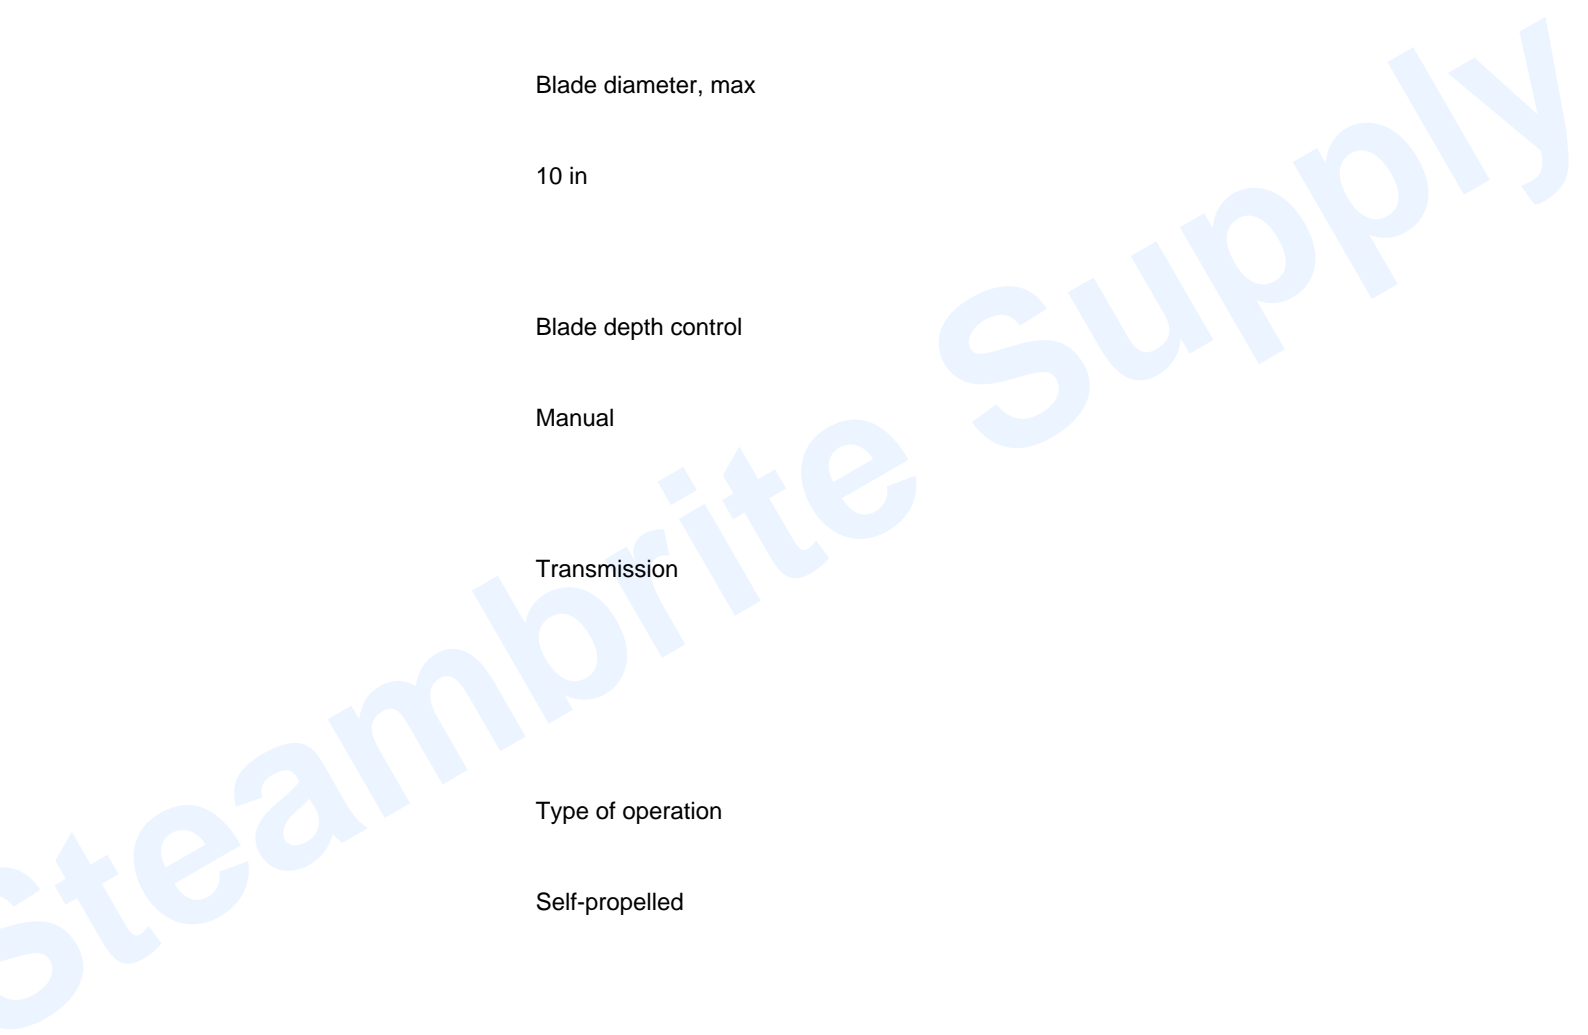 Blade diameter, max
10 in
Blade depth control
Manual
Transmission
Type of operation
Self-propelled
Steambrite Supply